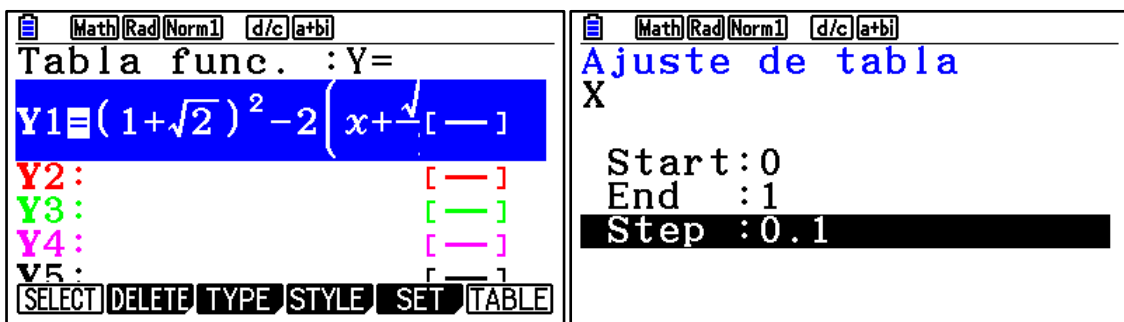 Math Rad Norm1 d/c a+bi
Tabla func. :Y=
Y1=(1+√2)²-2(x+√ [—]
Y2: [—]
Y3: [—]
Y4: [—]
Y5: [—]
SELECT DELETE TYPE STYLE SET TABLE
Math Rad Norm1 d/c a+bi
Ajuste de tabla
X
Start:0
End :1
Step :0.1